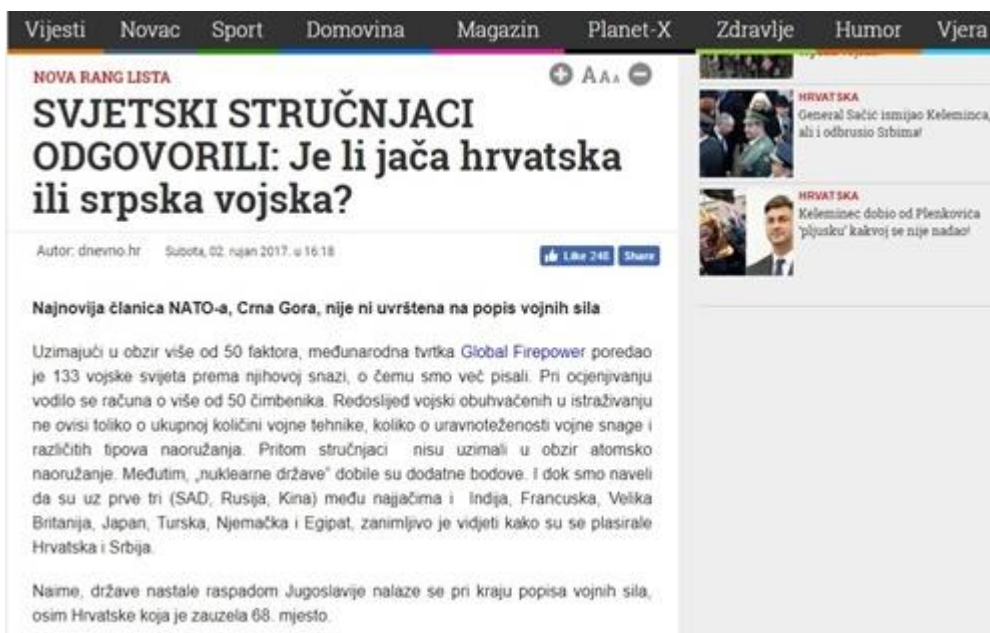 Vijesti Novac Sport Domovina Magazin Planet-X Zdravlje Humor Vjera
NOVA RANG LISTA
A A A
SVJETSKI STRUČNJACI
ODGOVORILI: Je li jača hrvatska
ili srpska vojska?
Autor: dnevno.hr Subota, 02. rujan 2017. u 16:18
Like 248 Share
Najnovija članica NATO-a, Crna Gora, nije ni uvrštena na popis vojnih sila
Uzimajući u obzir više od 50 faktora, međunarodna tvrtka Global Firepower poredao
je 133 vojske svijeta prema njihovoj snazi, o čemu smo već pisali. Pri ocjenjivanju
vodilo se računa o više od 50 čimbenika. Redoslijed vojski obuhvaćenih u istraživanju
ne ovisi toliko o ukupnoj količini vojne tehnike, koliko o uravnoteženosti vojne snage i
različitih tipova naoružanja. Pritom stručnjaci nisu uzimali u obzir atomsko
naoružanje. Međutim, „nuklearne države" dobile su dodatne bodove. I dok smo naveli
da su uz prve tri (SAD, Rusija, Kina) među najjačima i Indija, Francuska, Velika
Britanija, Japan, Turska, Njemačka i Egipat, zanimljivo je vidjeti kako su se plasirale
Hrvatska i Srbija.
Naime, države nastale raspadom Jugoslavije nalaze se pri kraju popisa vojnih sila,
osim Hrvatske koja je zauzela 68. mjesto.
HRVATSKA
General Sačić ismijao Keleminca,
ali i odbrusio Srbima!
HRVATSKA
Keleminec dobio od Plenkovića
'pljusku' kakvoj se nije nadao!